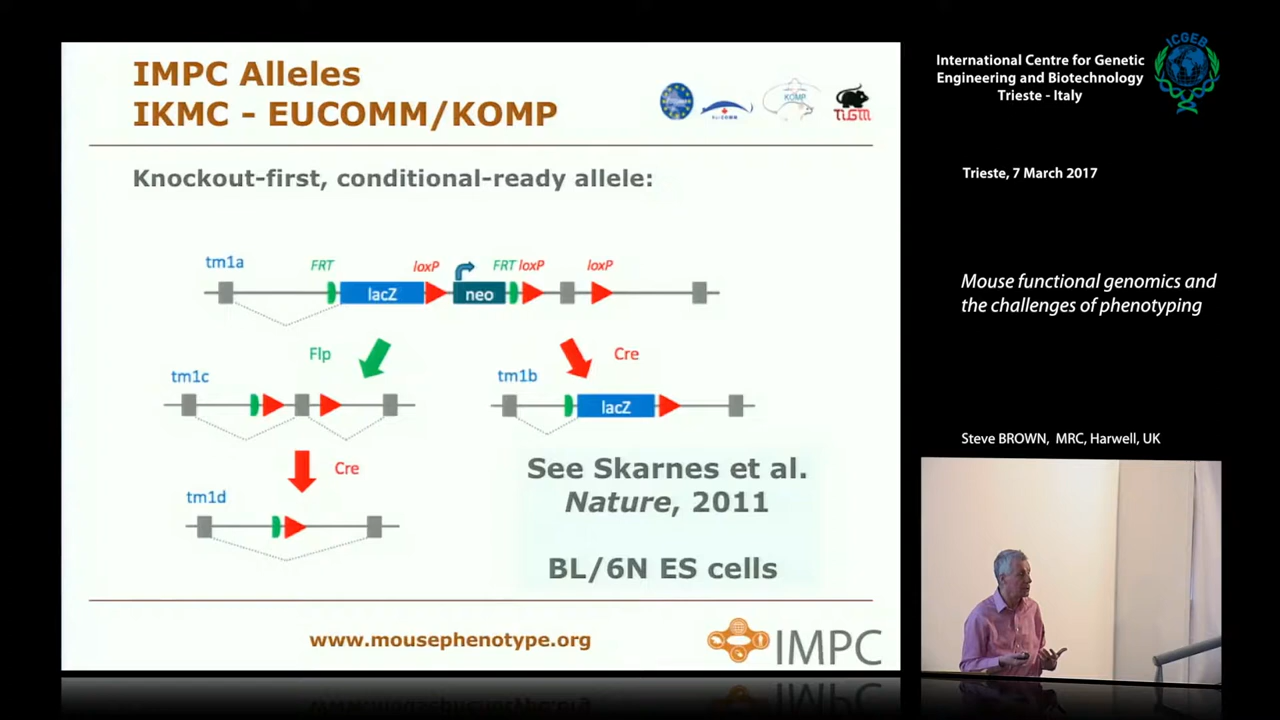 IMPC Alleles
IKMC - EUCOMM/KOMP
KOMP
TIGM
Knockout-first, conditional-ready allele:
tm1a
FRT
loxP
FRT
loxP
loxP
lacZ
neo
Flp
Cre
tm1c
tm1b
lacZ
Cre
tm1d
See Skarnes et al.
Nature, 2011
BL/6N ES cells
www.mousephenotype.org
IMPC
International Centre for Genetic
Engineering and Biotechnology
Trieste - Italy
ICGEB
Trieste, 7 March 2017
Mouse functional genomics and
the challenges of phenotyping
Steve BROWN, MRC, Harwell, UK